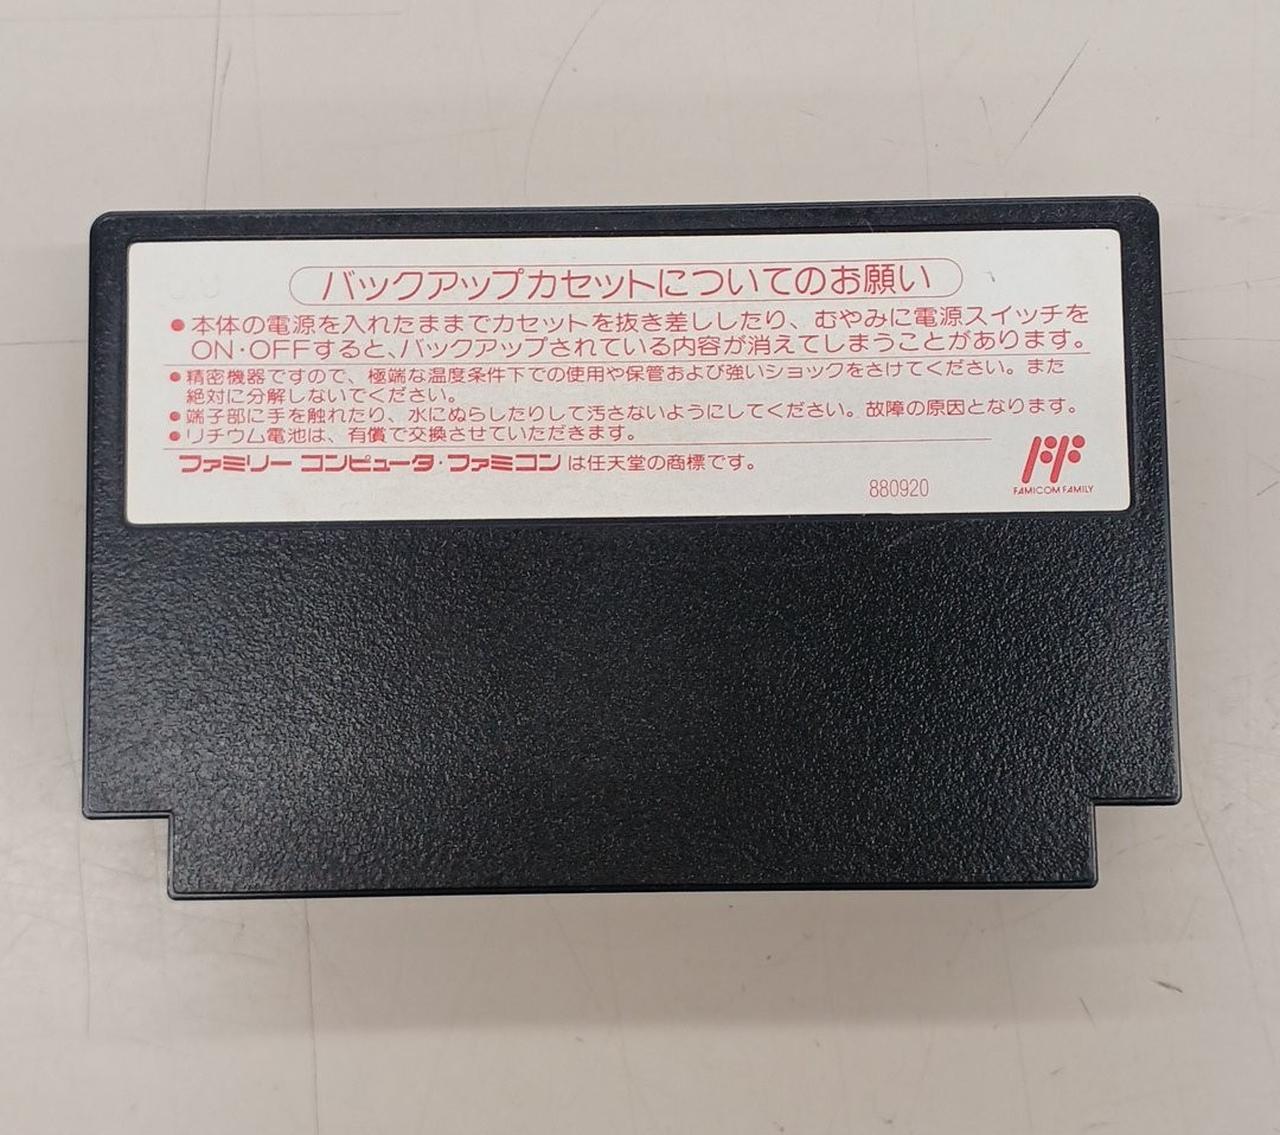 バックアップカセットについてのお願い
●本体の電源を入れたままでカセットを抜き差ししたり、むやみに電源スイッチを
ON・OFFすると、バックアップされている内容が消えてしまうことがあります。
●精密機器ですので、極端な温度条件下での使用や保管および強いショックをさけてください。また
絶対に分解しないでください。
●端子部に手を触れたり、水にぬらしたりして汚さないようにしてください。故障の原因となります。
●リチウム電池は、有償で交換させていただきます。
ファミリー コンピュータ・ファミコンは任天堂の商標です。
880920
FAMICOM FAMILY